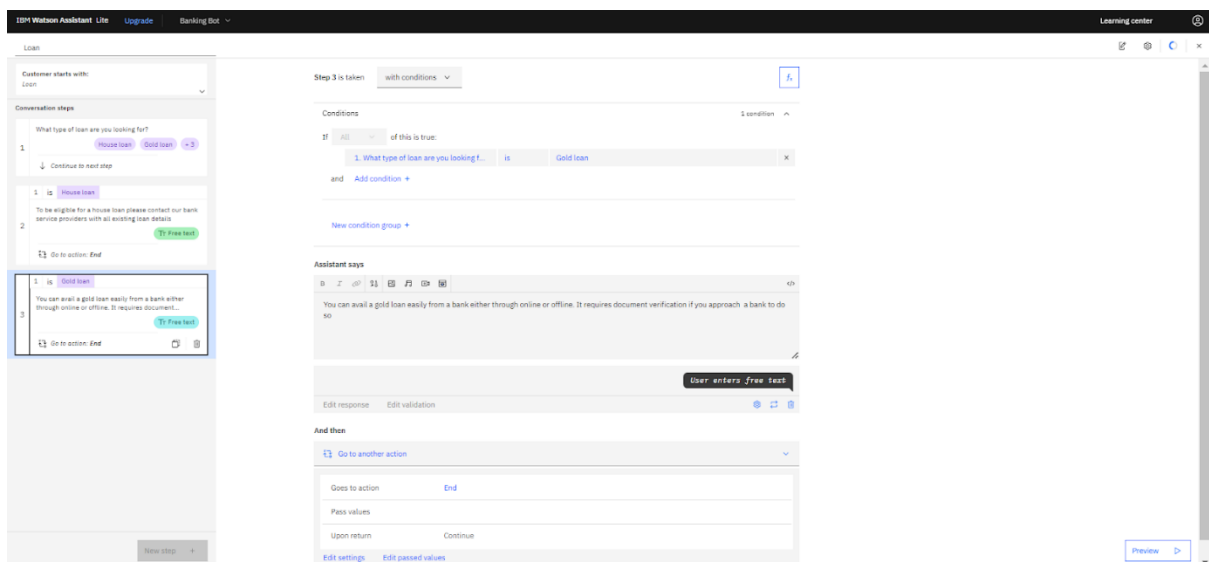 IBM Watson Assistant Lite Upgrade Banking Bot Learning center
Loan
Customer starts with:
Loan
Conversation steps
1
What type of loan are you looking for?
House loan Gold loan + 3
Continue to next step
2
1 is House loan
To be eligible for a house loan please contact our bank
service providers with all existing loan details
Tт Free text
Go to action: End
3
1 is Gold loan
You can avail a gold loan easily from a bank either
through online or offline. It requires document...
Tт Free text
Go to action: End
New step +
Step 3 is taken with conditions
fx
Conditions 1 condition
If All of this is true:
1. What type of loan are you looking f... is Gold loan
and Add condition +
New condition group +
Assistant says
B I </>
You can avail a gold loan easily from a bank either through online or offline. It requires document verification if you approach a bank to do
so
User enters free text
Edit response Edit validation
And then
Go to another action
Goes to action End
Pass values
Upon return Continue
Edit settings Edit passed values
Preview